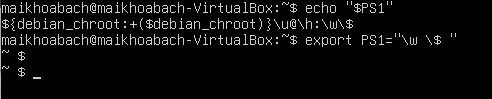 maikhoabach@maikhoabach-VirtualBox:~$ echo "$PS1"
${debian_chroot:+($debian_chroot)}\u@\h:\w\$
maikhoabach@maikhoabach-VirtualBox:~$ export PS1="\w \$ "
~ $
~ $ _